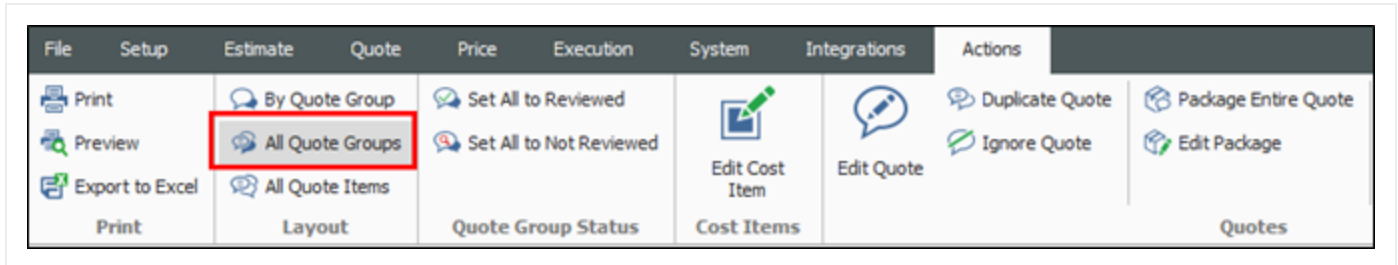 File Setup Estimate Quote Price Execution System Integrations Actions
Print By Quote Group Set All to Reviewed Duplicate Quote Package Entire Quote
Preview All Quote Groups Set All to Not Reviewed Ignore Quote Edit Package
Edit Cost Edit Quote
Export to Excel All Quote Items Item
Print Layout Quote Group Status Cost Items Quotes